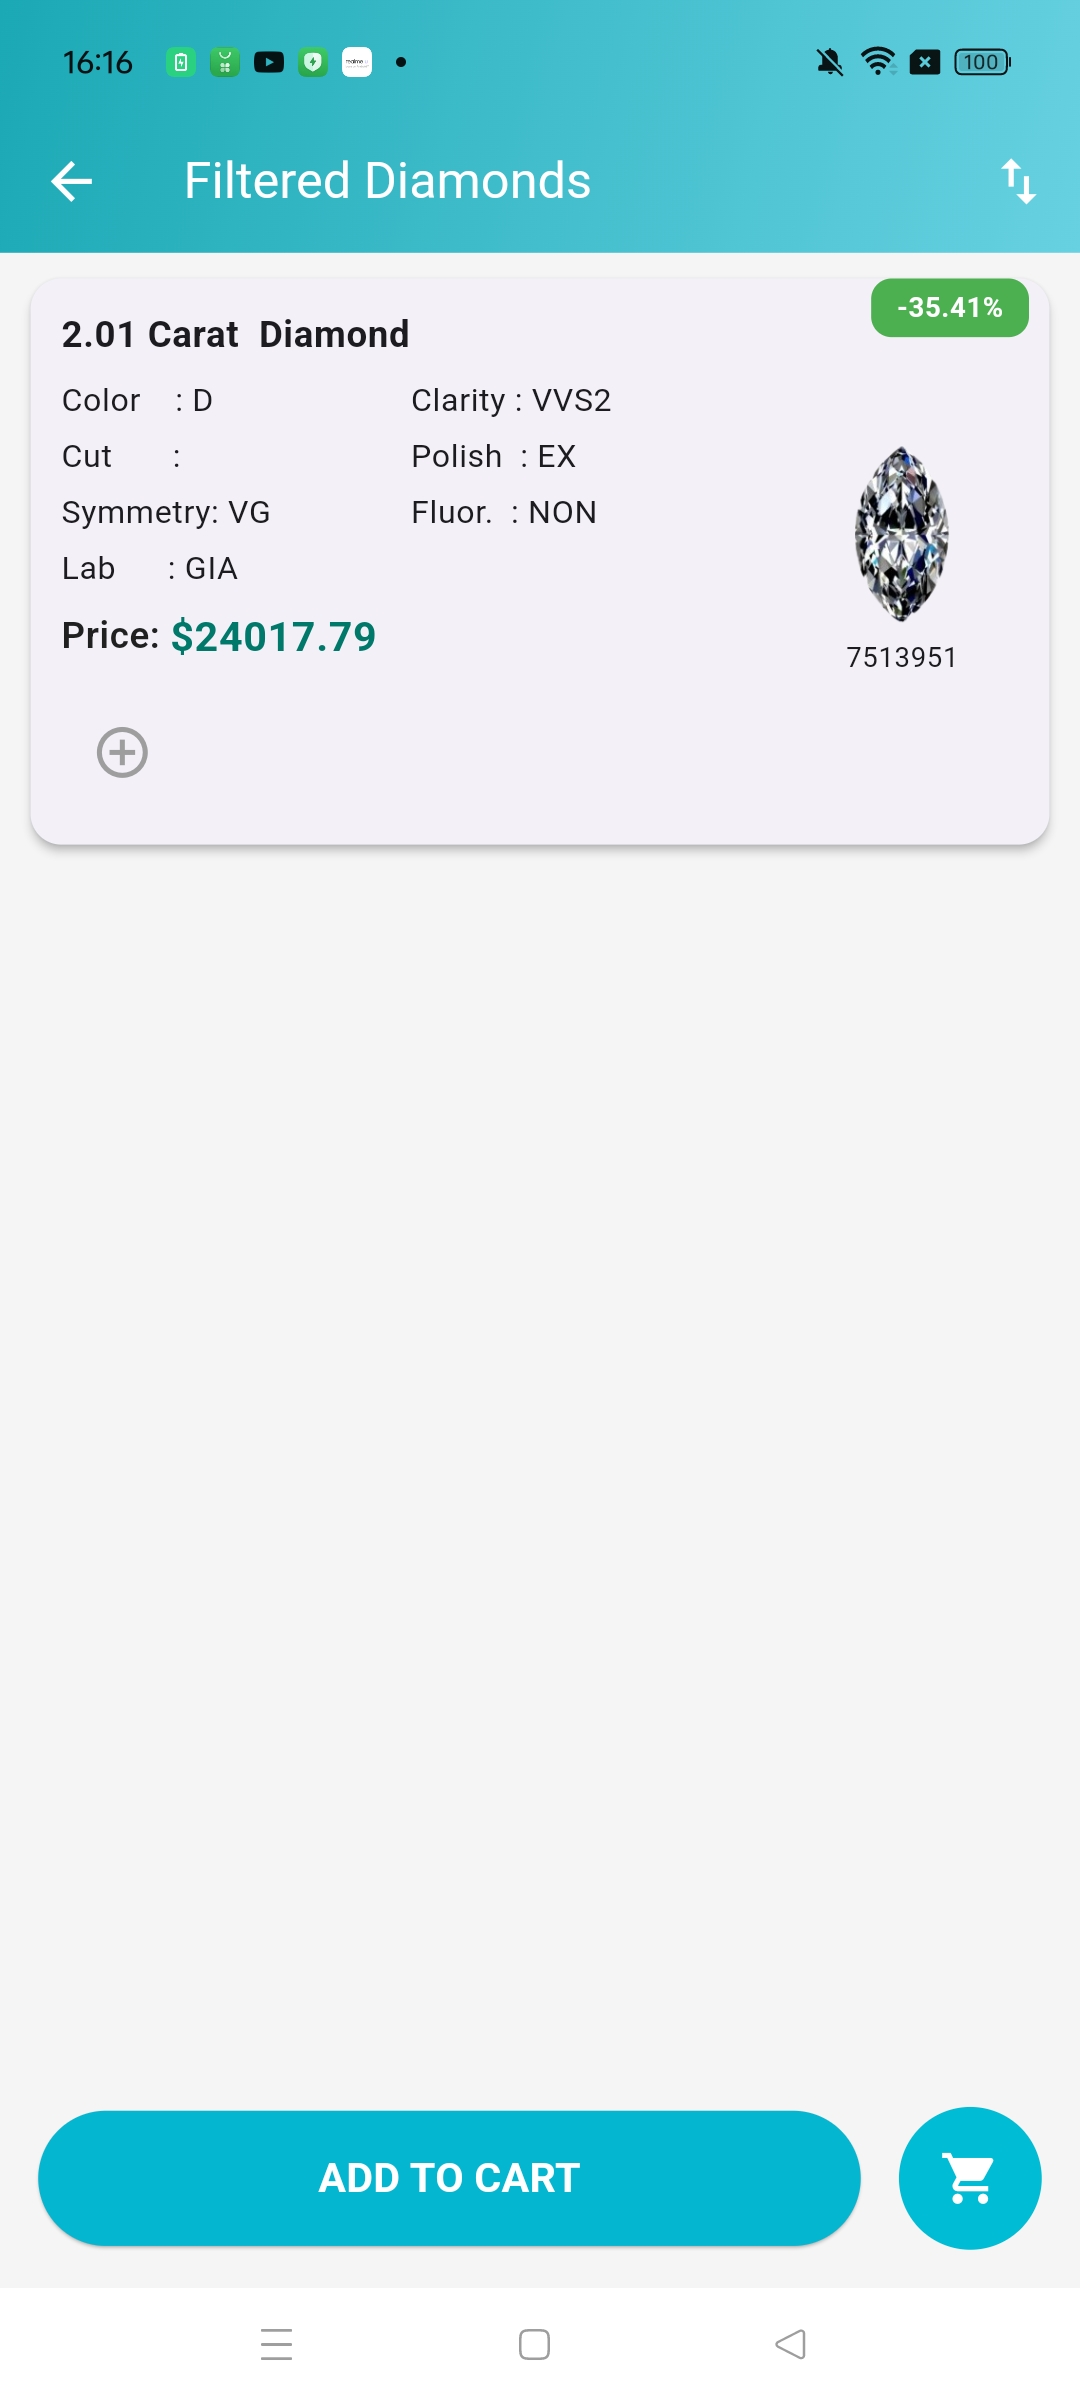 16:16
100
Filtered Diamonds
-35.41%
2.01 Carat Diamond
Color : D Clarity : VVS2
Cut : Polish : EX
Symmetry: VG Fluor. : NON
Lab : GIA
Price: $24017.79
7513951
ADD TO CART